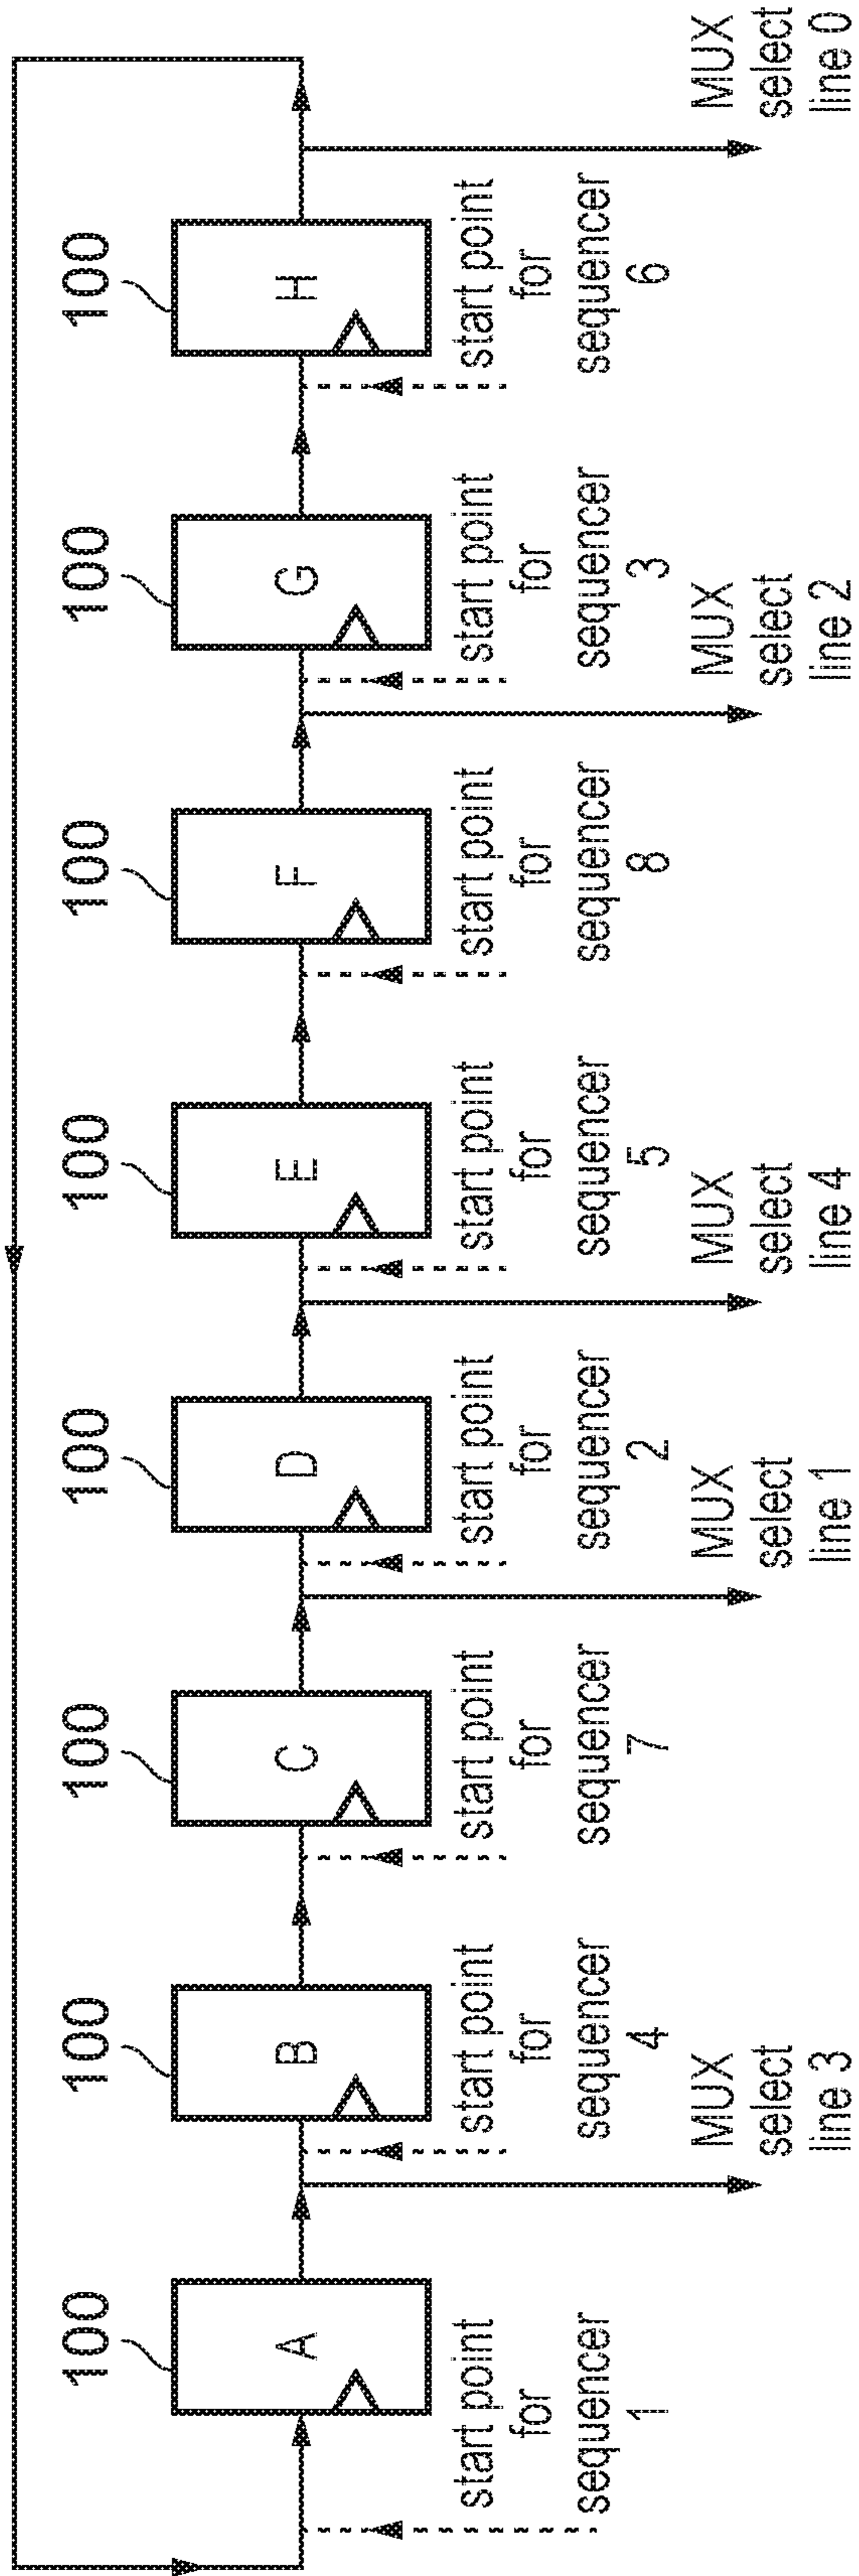 100
100
100
100
100
100
100
100
A
B
C
D
E
F
G
H
start point
for
sequencer
1
start point
for
sequencer
4
start point
for
sequencer
7
start point
for
sequencer
2
start point
for
sequencer
5
start point
for
sequencer
8
start point
for
sequencer
3
start point
for
sequencer
6
MUX
select
line 3
MUX
select
line 1
MUX
select
line 4
MUX
select
line 2
MUX
select
line 0